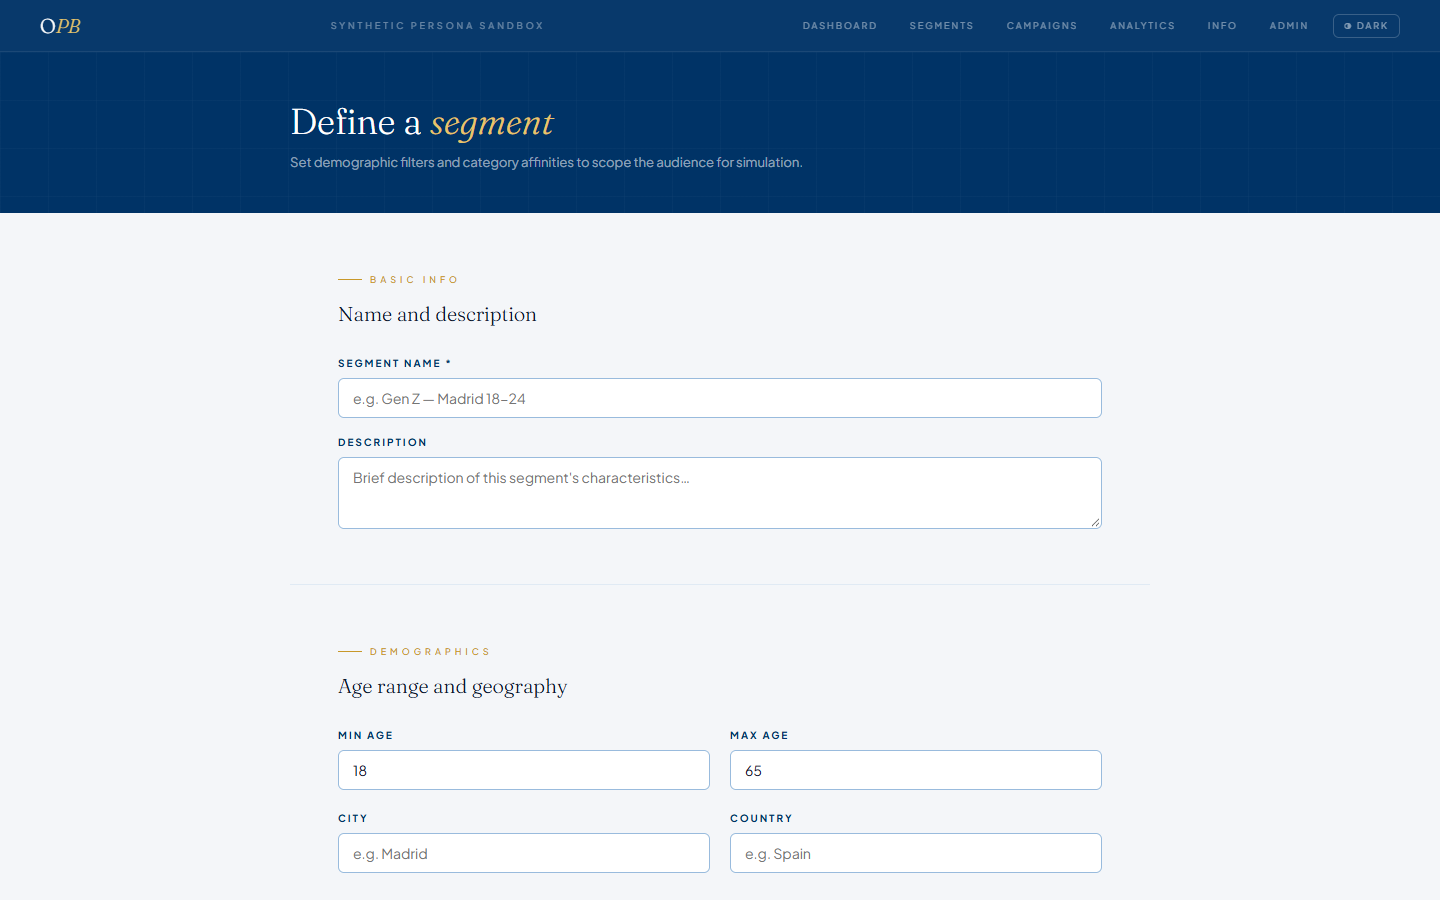 OPB
SYNTHETIC PERSONA SANDBOX
DASHBOARD
SEGMENTS
CAMPAIGNS
ANALYTICS
INFO
ADMIN
DARK
Define a segment
Set demographic filters and category affinities to scope the audience for simulation.
BASIC INFO
Name and description
SEGMENT NAME *
e.g. Gen Z — Madrid 18–24
DESCRIPTION
Brief description of this segment's characteristics…
DEMOGRAPHICS
Age range and geography
MIN AGE
MAX AGE
18
65
CITY
COUNTRY
e.g. Madrid
e.g. Spain